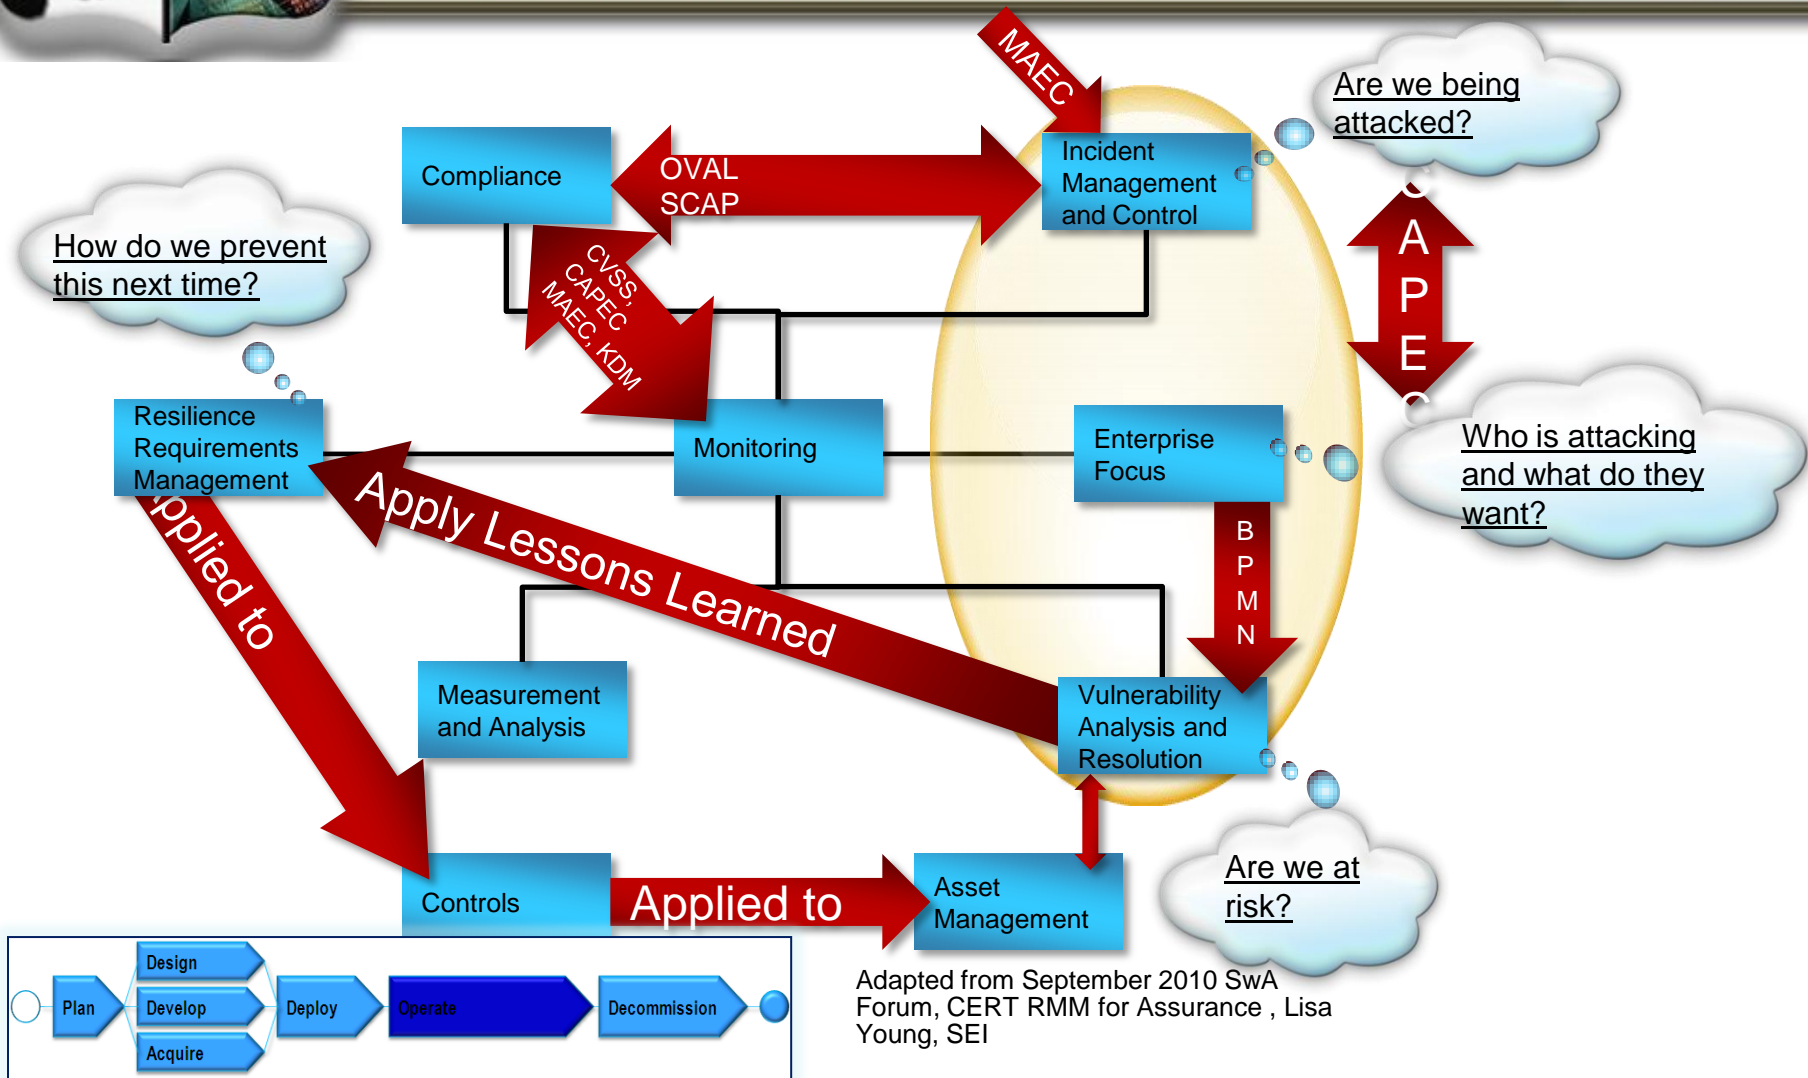 MAEC
Are we being
attacked?
Compliance
OVAL
SCAP
Incident
Management
and Control
CAPEC
How do we prevent
this next time?
CVSS,
CAPEC
MAEC, KDM
Resilience
Requirements
Management
Monitoring
Enterprise
Focus
Who is attacking
and what do they
want?
Apply Lessons Learned
Applied to
BPMN
Measurement
and Analysis
Vulnerability
Analysis and
Resolution
Are we at
risk?
Controls
Applied to
Asset
Management
Plan
Design
Develop
Acquire
Deploy
Operate
Decommission
Adapted from September 2010 SwA
Forum, CERT RMM for Assurance , Lisa
Young, SEI